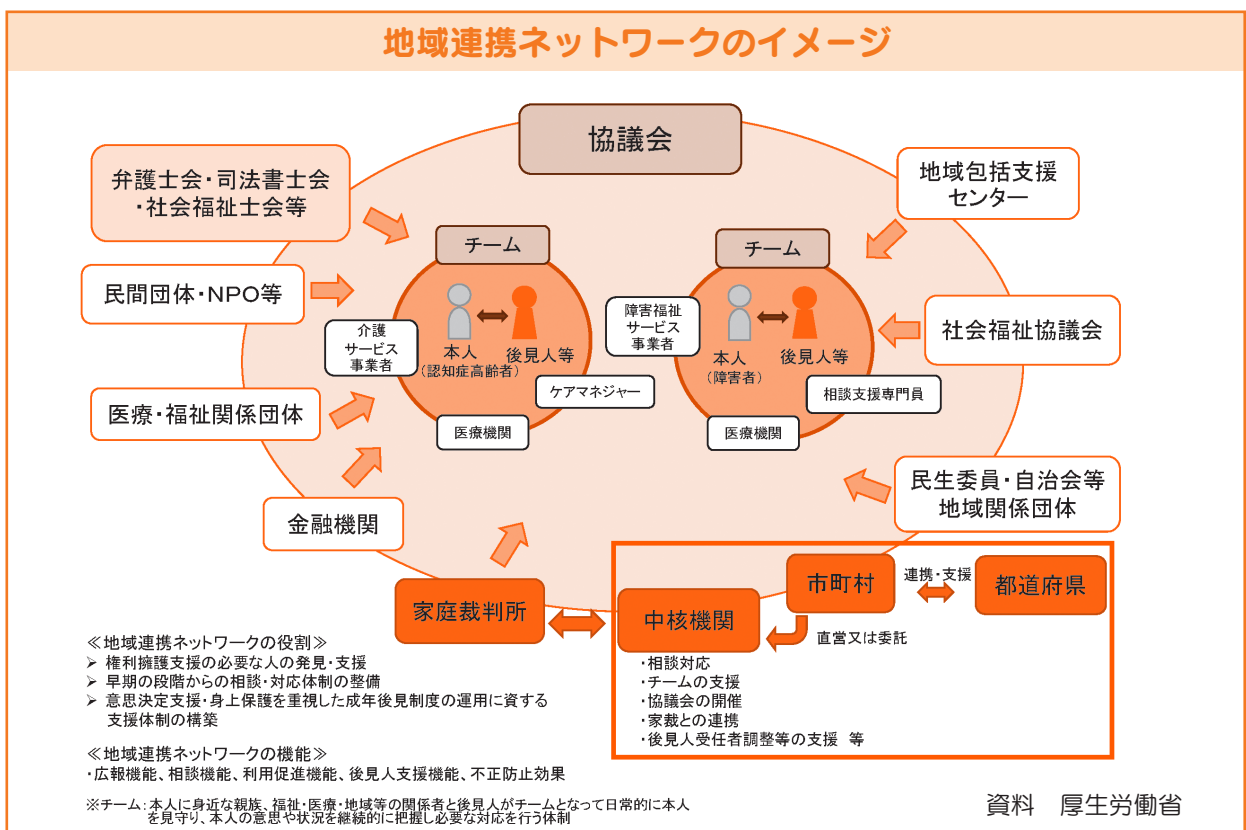 地域連携ネットワークのイメージ
協議会
弁護士会・司法書士会
・社会福祉士会等
地域包括支援
センター
チーム
チーム
民間団体・NPO等
介護
サービス
事業者
本人
(認知症高齢者)
後見人等
ケアマネジャー
医療機関
障害福祉
サービス
事業者
本人
(障害者)
後見人等
相談支援専門員
医療機関
社会福祉協議会
医療・福祉関係団体
金融機関
民生委員・自治会等
地域関係団体
家庭裁判所
中核機関
市町村
連携・支援
都道府県
直営又は委託
・相談対応
・チームの支援
・協議会の開催
・家裁との連携
・後見人受任者調整等の支援 等
≪地域連携ネットワークの役割≫
➢ 権利擁護支援の必要な人の発見・支援
➢ 早期の段階からの相談・対応体制の整備
➢ 意思決定支援・身上保護を重視した成年後見制度の運用に資する
支援体制の構築
≪地域連携ネットワークの機能≫
・広報機能、相談機能、利用促進機能、後見人支援機能、不正防止効果
※チーム：本人に身近な親族、福祉・医療・地域等の関係者と後見人がチームとなって日常的に本人
を見守り、本人の意思や状況を継続的に把握し必要な対応を行う体制
資料 厚生労働省